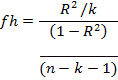 fh = R²/k
(1 − R²)
(n − k − 1)